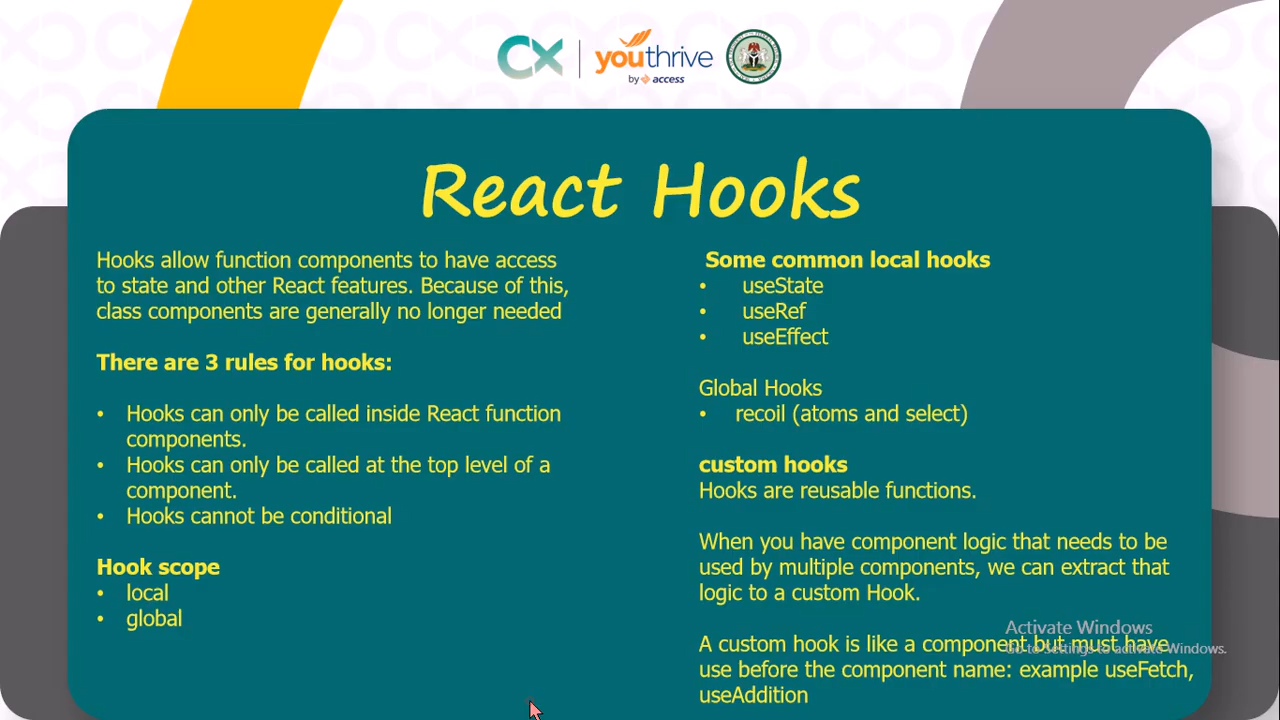 CX
youthrive
by access
React Hooks
Hooks allow function components to have access
to state and other React features. Because of this,
class components are generally no longer needed
There are 3 rules for hooks:
• Hooks can only be called inside React function
components.
• Hooks can only be called at the top level of a
component.
• Hooks cannot be conditional
Hook scope
• local
• global
Some common local hooks
• useState
• useRef
• useEffect
Global Hooks
• recoil (atoms and select)
custom hooks
Hooks are reusable functions.
When you have component logic that needs to be
used by multiple components, we can extract that
logic to a custom Hook.
A custom hook is like a component but must have
use before the component name: example useFetch,
useAddition
Activate Windows
Go to Settings to activate Windows.